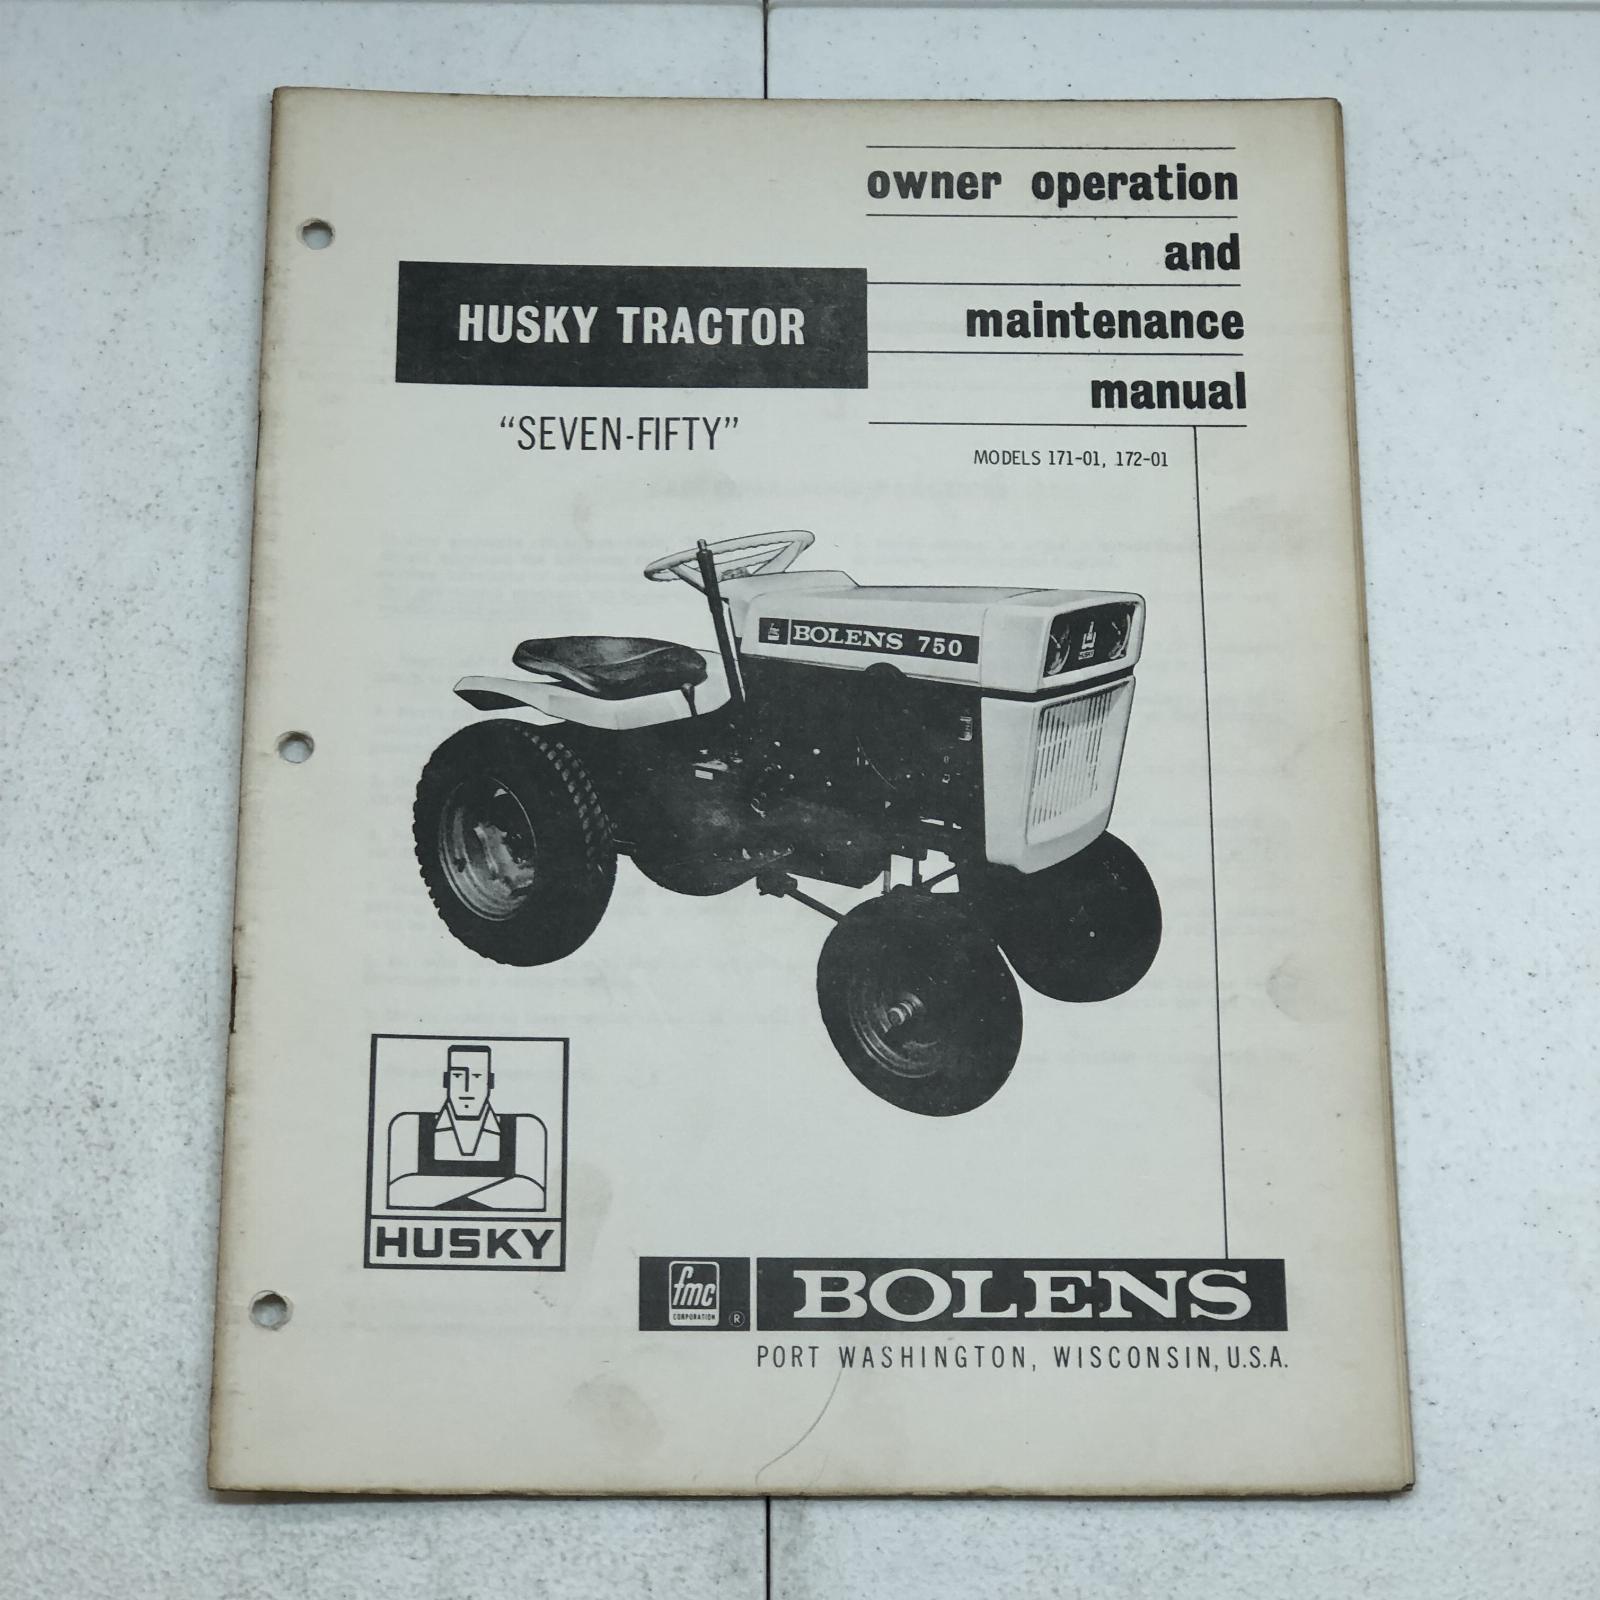 owner operation
and
maintenance
manual
HUSKY TRACTOR
“SEVEN-FIFTY”
MODELS 171-01, 172-01
BOLENS 750
HUSKY
HUSKY
fmc
CORPORATION
®
BOLENS
PORT WASHINGTON, WISCONSIN, U.S.A.